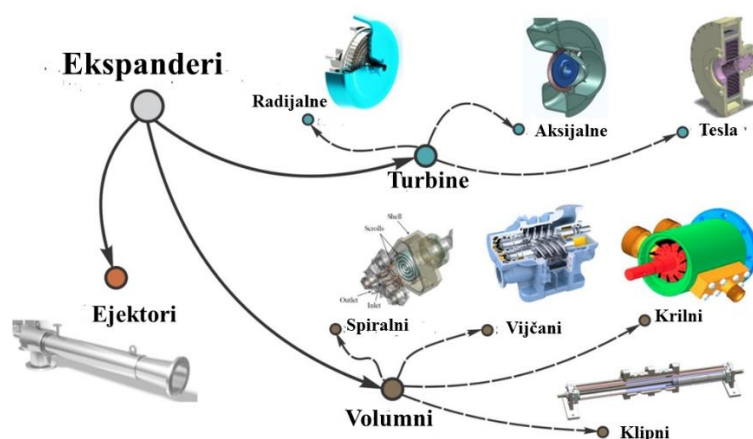 Ekspanderi
Radijalne
Aksijalne
Tesla
Turbine
Ejektori
Shell
Scrolls
Outlet
Inlet
Spiralni
Vijčani
Krilni
Volumni
Klipni